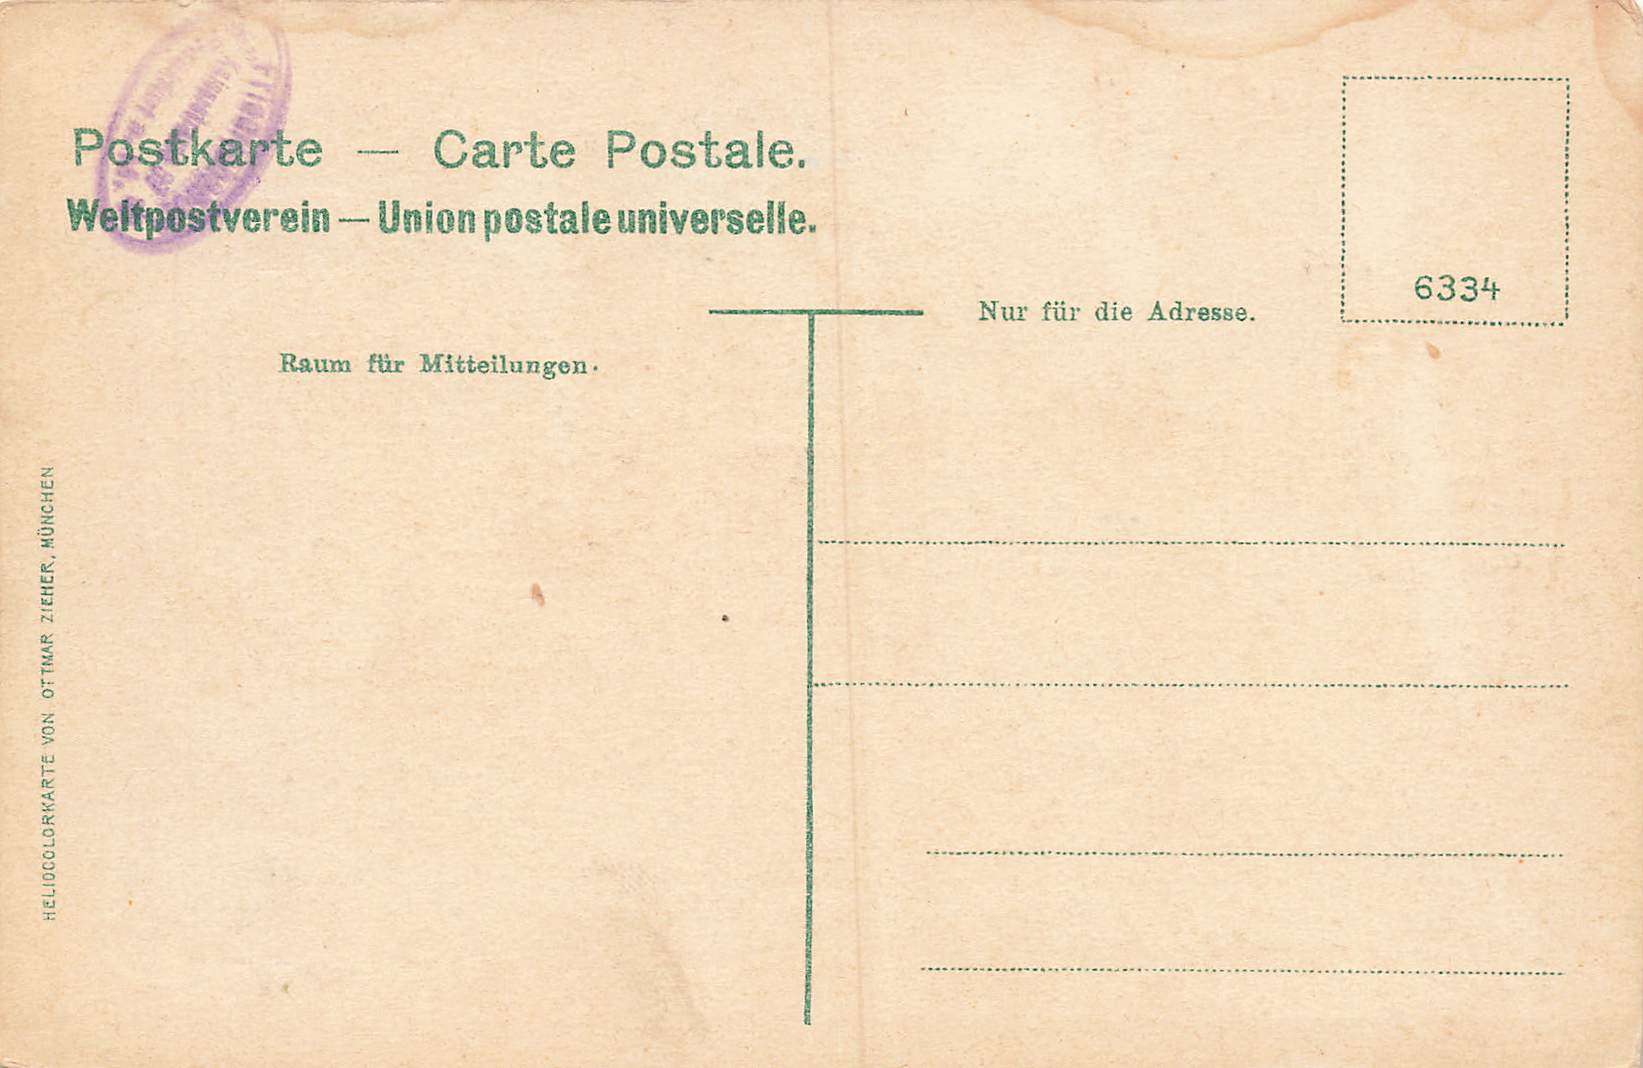 Postkarte — Carte Postale.
Weltpostverein — Union postale universelle.
6334
Nur für die Adresse.
Raum für Mitteilungen.
HELIOCOLORKARTE VON OTTMAR ZIEHER, MÜNCHEN